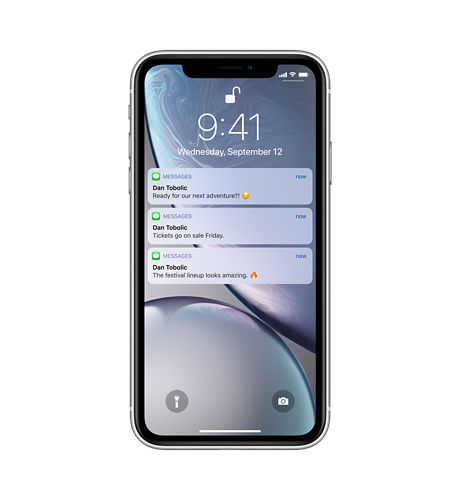 9:41
Wednesday, September 12
MESSAGES now
Dan Tobolic
Ready for our next adventure?! 😉
MESSAGES now
Dan Tobolic
Tickets go on sale Friday.
MESSAGES now
Dan Tobolic
The festival lineup looks amazing. 🔥